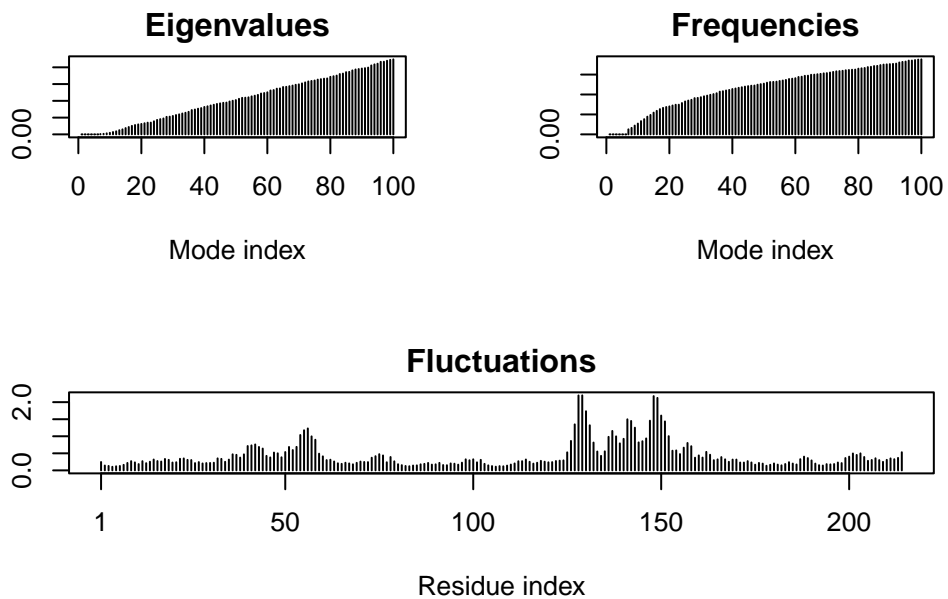 Eigenvalues
0.00
0 20 40 60 80 100
Mode index
Frequencies
0.00
0 20 40 60 80 100
Mode index
Fluctuations
2.0
0.0
1 50 100 150 200
Residue index